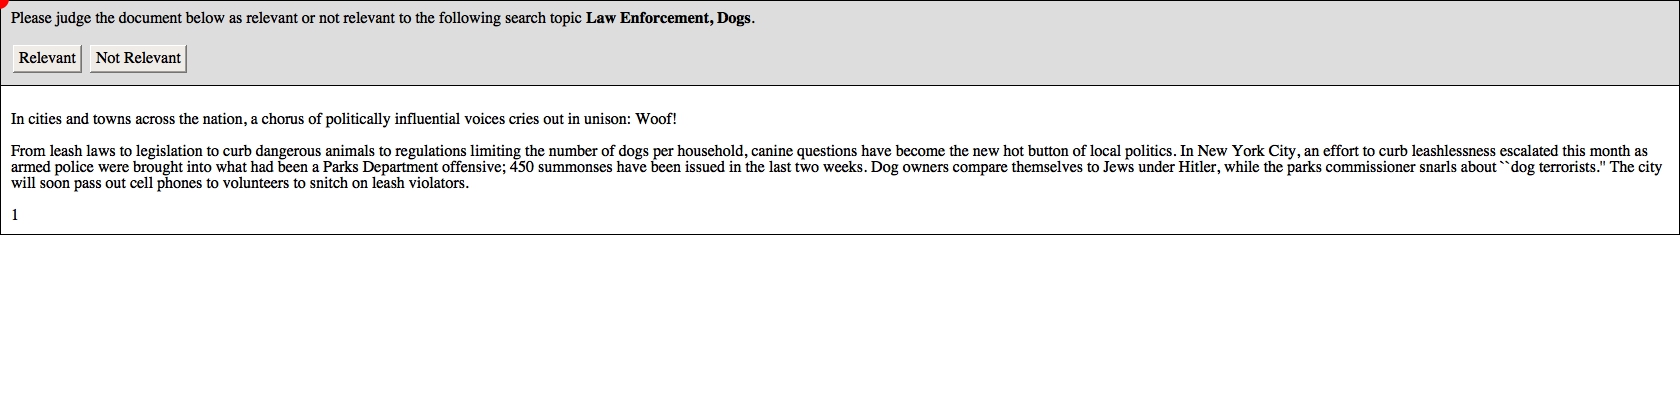 Please judge the document below as relevant or not relevant to the following search topic Law Enforcement, Dogs.
Relevant Not Relevant
In cities and towns across the nation, a chorus of politically influential voices cries out in unison: Woof!
From leash laws to legislation to curb dangerous animals to regulations limiting the number of dogs per household, canine questions have become the new hot button of local politics. In New York City, an effort to curb leashlessness escalated this month as
armed police were brought into what had been a Parks Department offensive; 450 summonses have been issued in the last two weeks. Dog owners compare themselves to Jews under Hitler, while the parks commissioner snarls about ``dog terrorists.'' The city
will soon pass out cell phones to volunteers to snitch on leash violators.
1